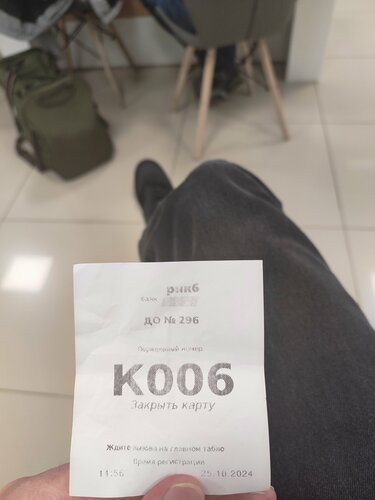 рнкб
банк
ДО № 296
Порядковый номер
К006
Закрыть карту
Ждите вызова на главном табло
Время регистрации
11:56 25.10.2024